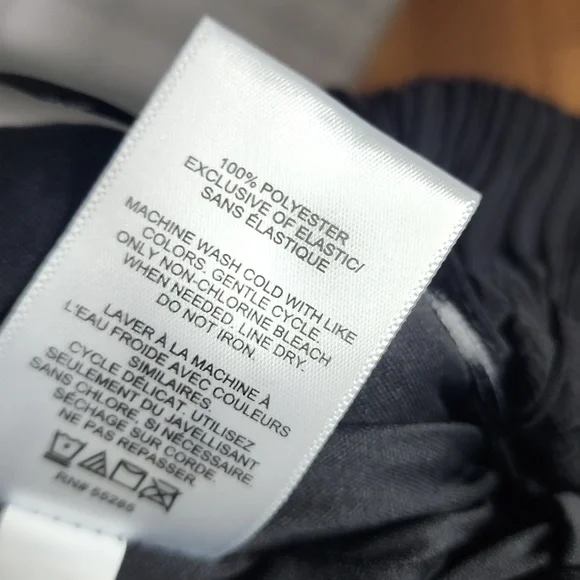 100% POLYESTER
EXCLUSIVE OF ELASTIC/
SANS ÉLASTIQUE
MACHINE WASH COLD WITH LIKE
COLORS. GENTLE CYCLE.
ONLY NON-CHLORINE BLEACH
WHEN NEEDED. LINE DRY.
DO NOT IRON.
LAVER À LA MACHINE À
L'EAU FROIDE AVEC COULEURS
SIMILAIRES.
CYCLE DÉLICAT. UTILISEZ
SEULEMENT DU JAVELLISANT
SANS CHLORE, SI NÉCESSAIRE.
SÉCHAGE SUR CORDE.
NE PAS REPASSER.
RN# 55285